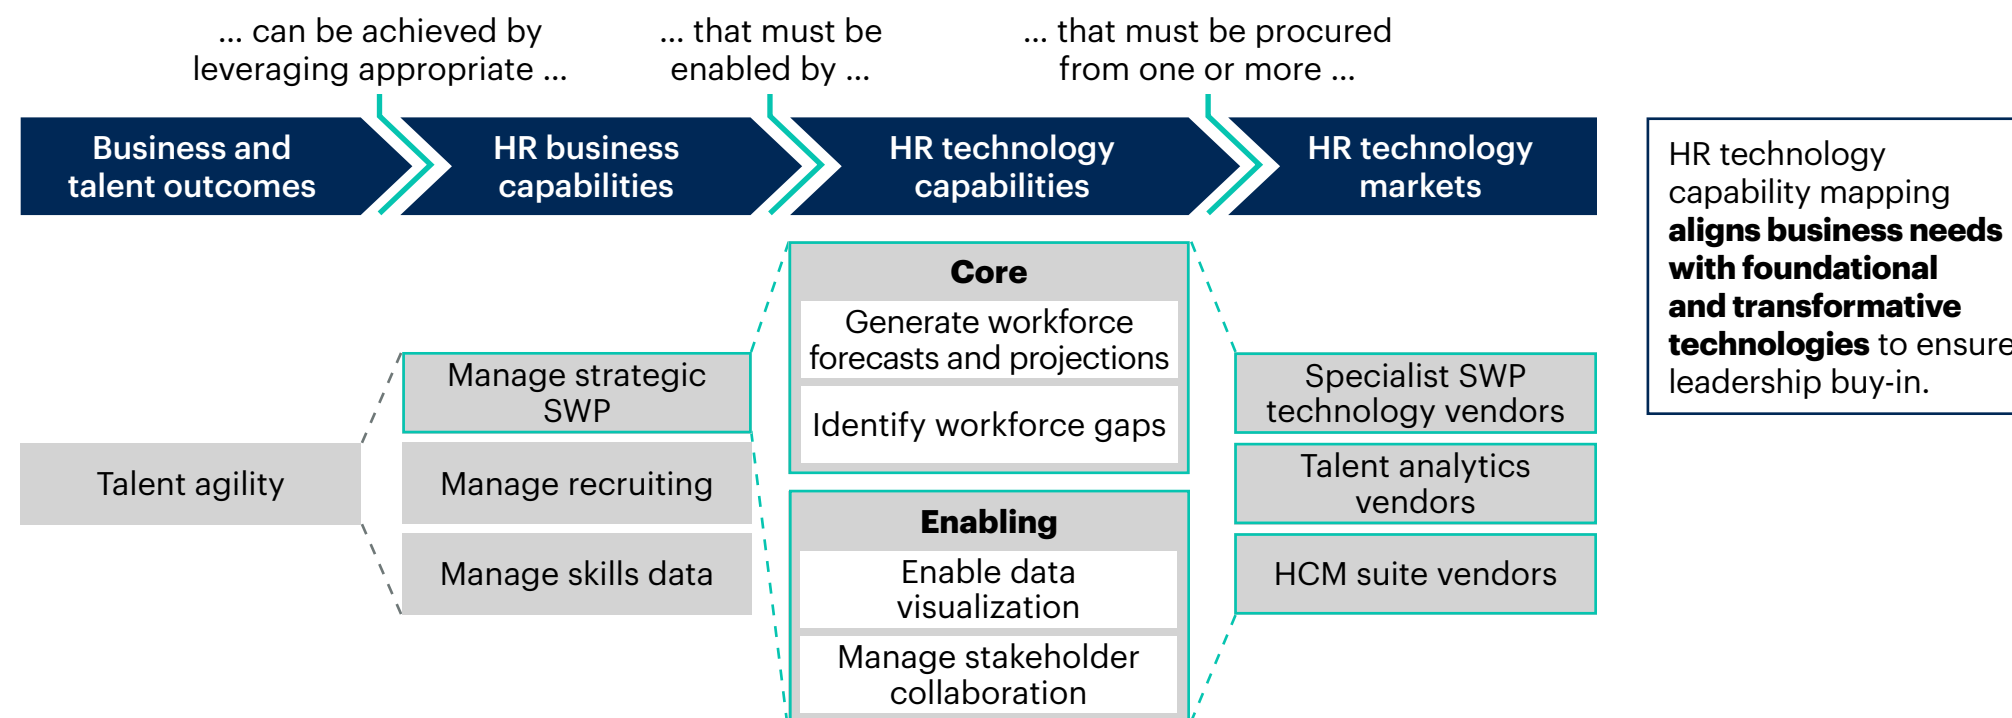 ... can be achieved by
leveraging appropriate ...
... that must be
enabled by ...
... that must be procured
from one or more ...
Business and
talent outcomes
HR business
capabilities
HR technology
capabilities
HR technology
markets
HR technology
capability mapping
aligns business needs
with foundational
and transformative
technologies to ensure
leadership buy-in.
Talent agility
Manage strategic
SWP
Manage recruiting
Manage skills data
Core
Generate workforce
forecasts and projections
Identify workforce gaps
Enabling
Enable data
visualization
Manage stakeholder
collaboration
Specialist SWP
technology vendors
Talent analytics
vendors
HCM suite vendors